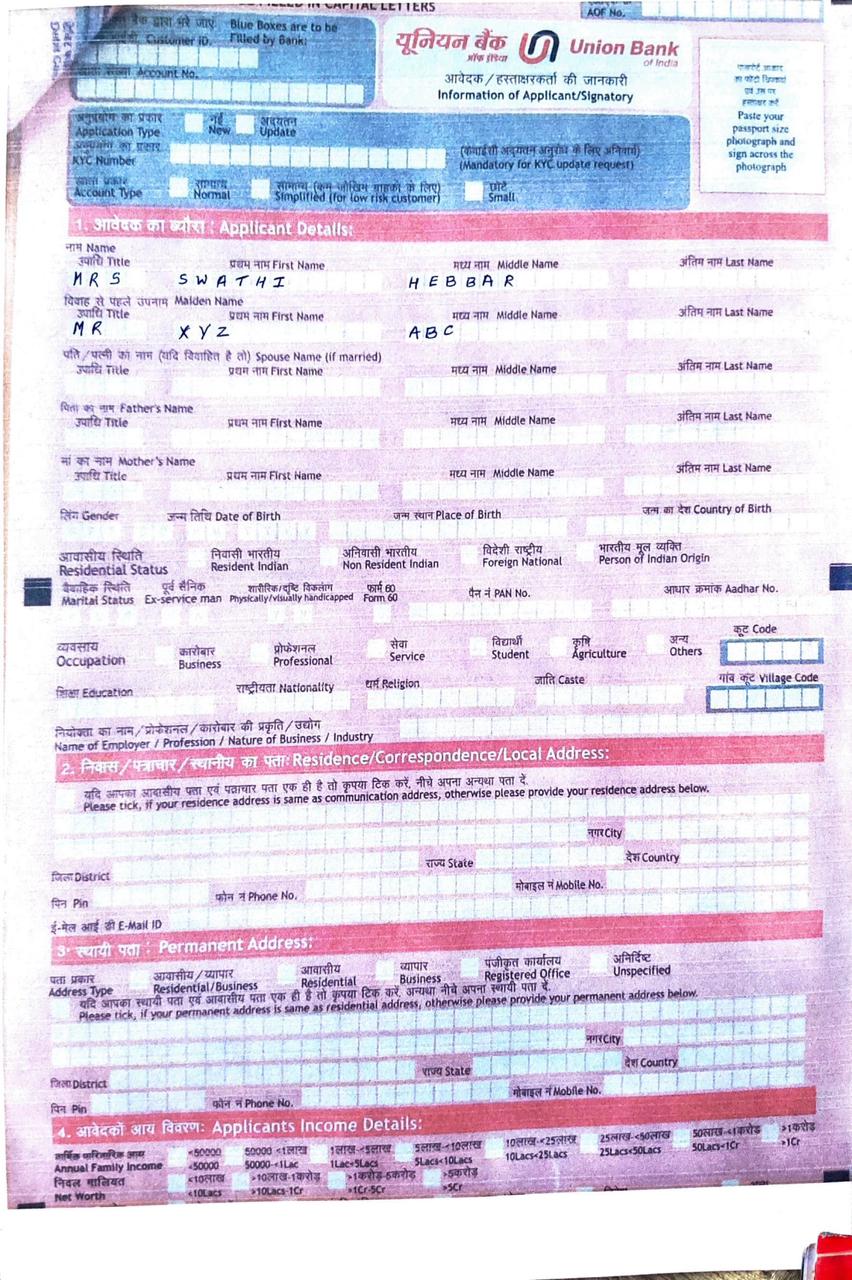 IN CAPITAL LETTERS
AOF No.
बैंक द्वारा भरे जाएं Blue Boxes are to be
Customer ID. Filled by Bank:
Account No.
यूनियन बैंक Union Bank
ऑफ़ इंडिया of India
आवेदक/हस्ताक्षरकर्ता की जानकारी
Information of Applicant/Signatory
पासपोर्ट आकार
का फोटो चिपकाएं
एवं उस पर
हस्ताक्षर करें
Paste your
passport size
photograph and
sign across the
photograph
अनुप्रयोग का प्रकार नई अद्यतन
Application Type New Update
KYC Number (केवाईसी अद्यतन अनुरोध के लिए अनिवार्य)
(Mandatory for KYC update request)
खाता प्रकार सामान्य सामान्य (कम जोखिम ग्राहकों के लिए) छोटे
Account Type Normal Simplified (for low risk customer) Small
1. आवेदक का ब्यौरा : Applicant Details:
नाम Name
उपाधि Title प्रथम नाम First Name मध्य नाम Middle Name अंतिम नाम Last Name
MRS SWATHI HEBBAR
विवाह से पहले उपनाम Maiden Name
उपाधि Title प्रथम नाम First Name मध्य नाम Middle Name अंतिम नाम Last Name
MR XYZ ABC
पति/पत्नी का नाम (यदि विवाहित है तो) Spouse Name (if married)
उपाधि Title प्रथम नाम First Name मध्य नाम Middle Name अंतिम नाम Last Name
पिता का नाम Father's Name
उपाधि Title प्रथम नाम First Name मध्य नाम Middle Name अंतिम नाम Last Name
मां का नाम Mother's Name
उपाधि Title प्रथम नाम First Name मध्य नाम Middle Name अंतिम नाम Last Name
लिंग Gender जन्म तिथि Date of Birth जन्म स्थान Place of Birth जन्म का देश Country of Birth
आवासीय स्थिति निवासी भारतीय अनिवासी भारतीय विदेशी राष्ट्रीय भारतीय मूल व्यक्ति
Residential Status Resident Indian Non Resident Indian Foreign National Person of Indian Origin
वैवाहिक स्थिति पूर्व सैनिक शारीरिक/दृष्टि विकलांग फार्म 60 पैन नं PAN No. आधार क्रमांक Aadhar No.
Marital Status Ex-service man Physically/visually handicapped Form 60
व्यवसाय कारोबार प्रोफेशनल सेवा विद्यार्थी कृषि अन्य कूट Code
Occupation Business Professional Service Student Agriculture Others
शिक्षा Education राष्ट्रीयता Nationality धर्म Religion जाति Caste गांव कूट Village Code
नियोक्ता का नाम/प्रोफेशनल/कारोबार की प्रकृति/उद्योग
Name of Employer / Profession / Nature of Business / Industry
2. निवास/पत्राचार/स्थानीय का पता: Residence/Correspondence/Local Address:
यदि आपका आवासीय पता एवं पत्राचार पता एक ही है तो कृपया टिक करें, नीचे अपना अन्यथा पता दें.
Please tick, if your residence address is same as communication address, otherwise please provide your residence address below.
नगर City
जिला District राज्य State देश Country
पिन Pin फोन नं Phone No. मोबाइल नं Mobile No.
ई-मेल आई डी E-Mail ID
3. स्थायी पता : Permanent Address:
पता प्रकार आवासीय/व्यापार आवासीय व्यापार पंजीकृत कार्यालय अनिर्दिष्ट
Address Type Residential/Business Residential Business Registered Office Unspecified
यदि आपका स्थायी पता एवं आवासीय पता एक ही है तो कृपया टिक करें, अन्यथा नीचे अपना स्थायी पता दें.
Please tick, if your permanent address is same as residential address, otherwise please provide your permanent address below.
नगर City
जिला District राज्य State देश Country
पिन Pin फोन नं Phone No. मोबाइल नं Mobile No.
4. आवेदकों आय विवरण: Applicants Income Details:
वार्षिक पारिवारिक आय <50000 50000 <1लाख 1लाख-<5लाख 5लाख-<10लाख 10लाख-<25लाख 25लाख-<50लाख 50लाख-<1करोड़ >1करोड़
Annual Family Income <50000 50000-<1Lac 1Lac<5Lacs 5Lacs<10Lacs 10Lacs<25Lacs 25Lacs<50Lacs 50Lacs<1Cr >1Cr
निवल मालियत <10लाख >10लाख-1करोड़ >1करोड़-5करोड़ >5करोड़
Net Worth <10Lacs >10Lacs-1Cr >1Cr-5Cr >5Cr